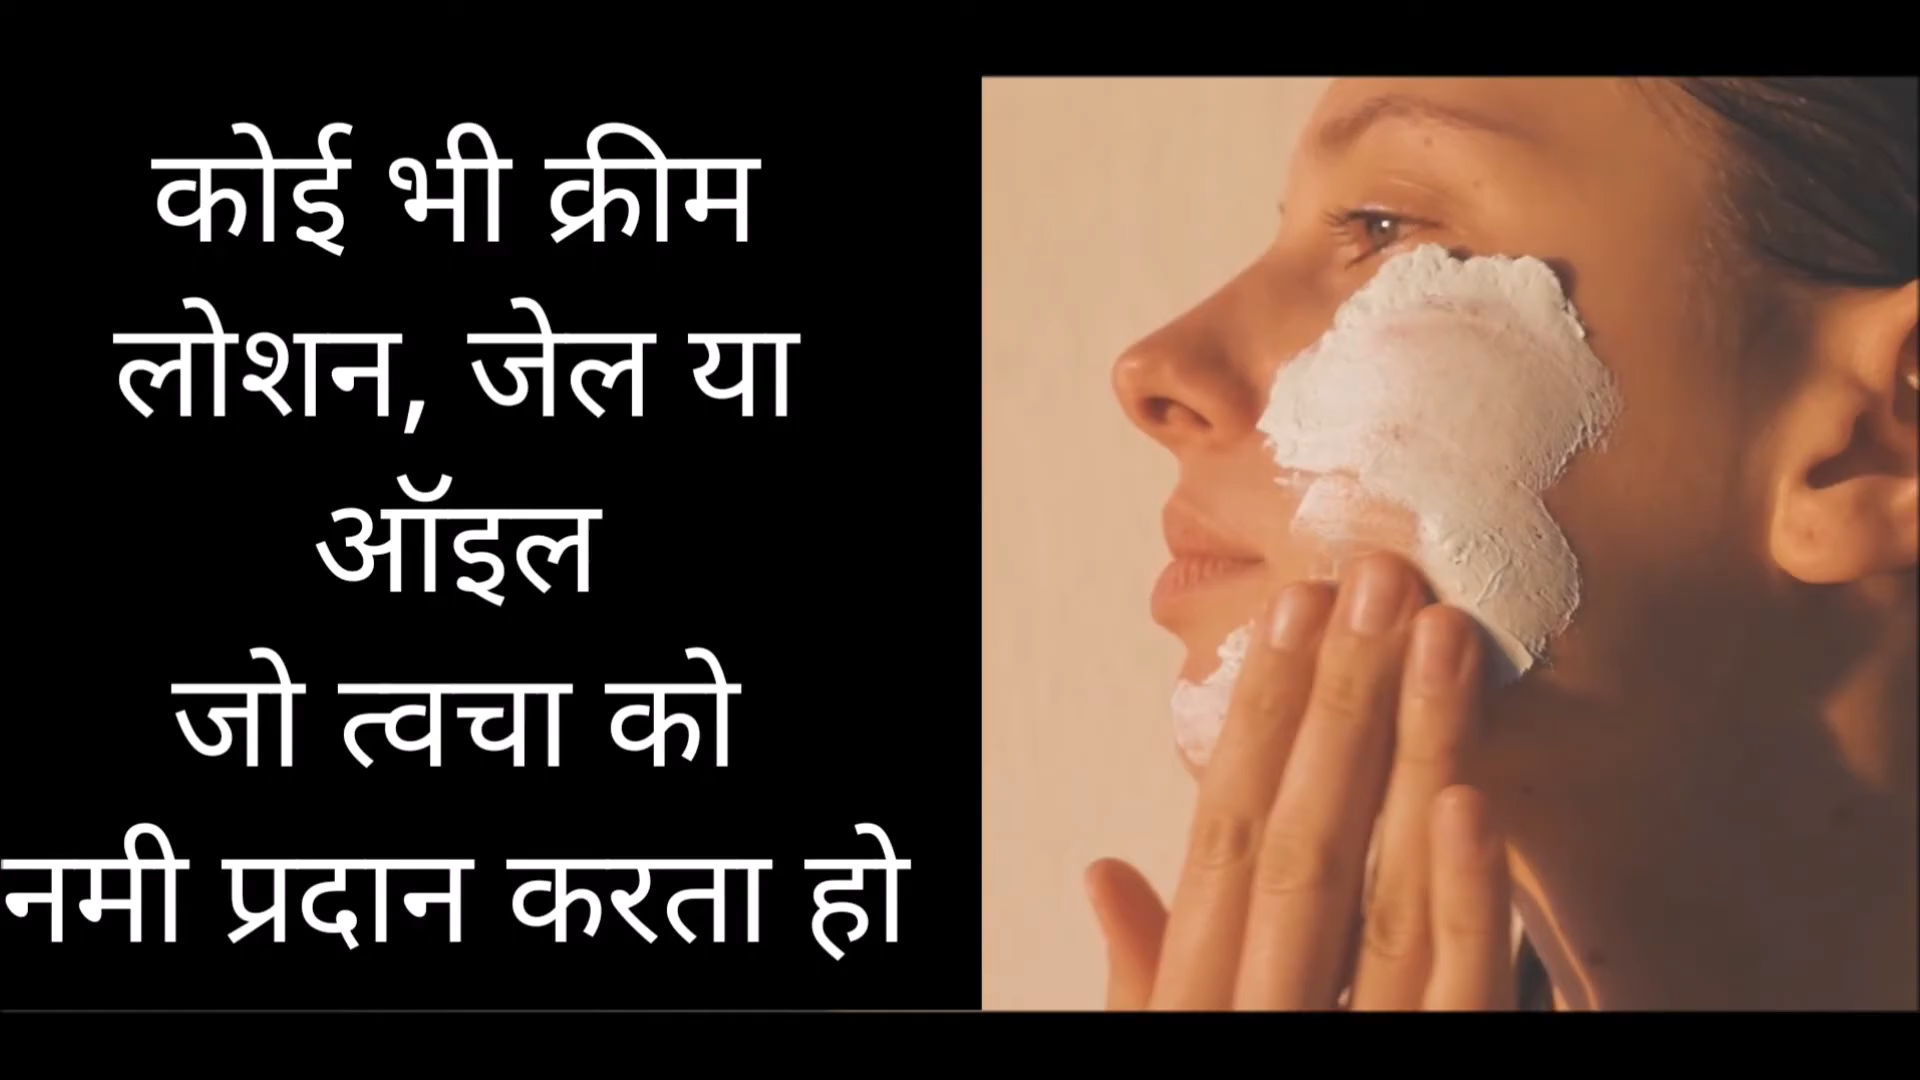 कोई भी क्रीम
लोशन, जेल या
ऑइल
जो त्वचा को
नमी प्रदान करता हो